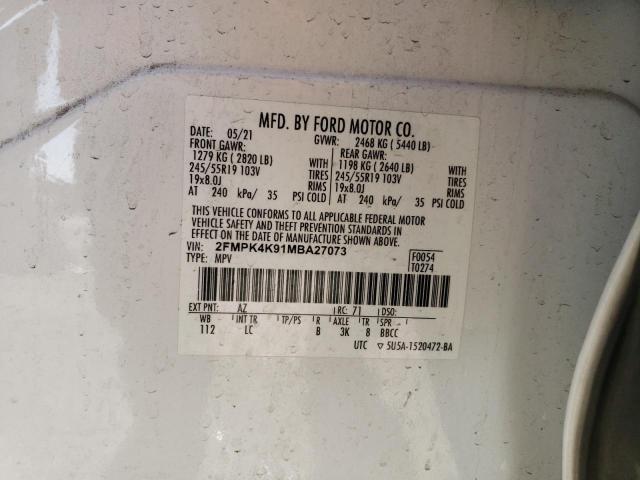 MFD. BY FORD MOTOR CO.
DATE: 05/21 GVWR: 2468 KG ( 5440 LB)
FRONT GAWR: REAR GAWR:
1279 KG ( 2820 LB) WITH 1198 KG ( 2640 LB) WITH
245/55R19 103V TIRES 245/55R19 103V TIRES
19x8.0J RIMS 19x8.0J RIMS
AT 240 kPa/ 35 PSI COLD AT 240 kPa/ 35 PSI COLD
THIS VEHICLE CONFORMS TO ALL APPLICABLE FEDERAL MOTOR
VEHICLE SAFETY AND THEFT PREVENTION STANDARDS IN
EFFECT ON THE DATE OF MANUFACTURE SHOWN ABOVE.
VIN: 2FMPK4K91MBA27073 F0054
TYPE: MPV T0274
EXT PNT: AZ RC: 71 DSO:
WB INT TR TP/PS R AXLE TR SPR
112 LC B 3K 8 BBCC
UTC ▽ 5U5A-1520472-BA